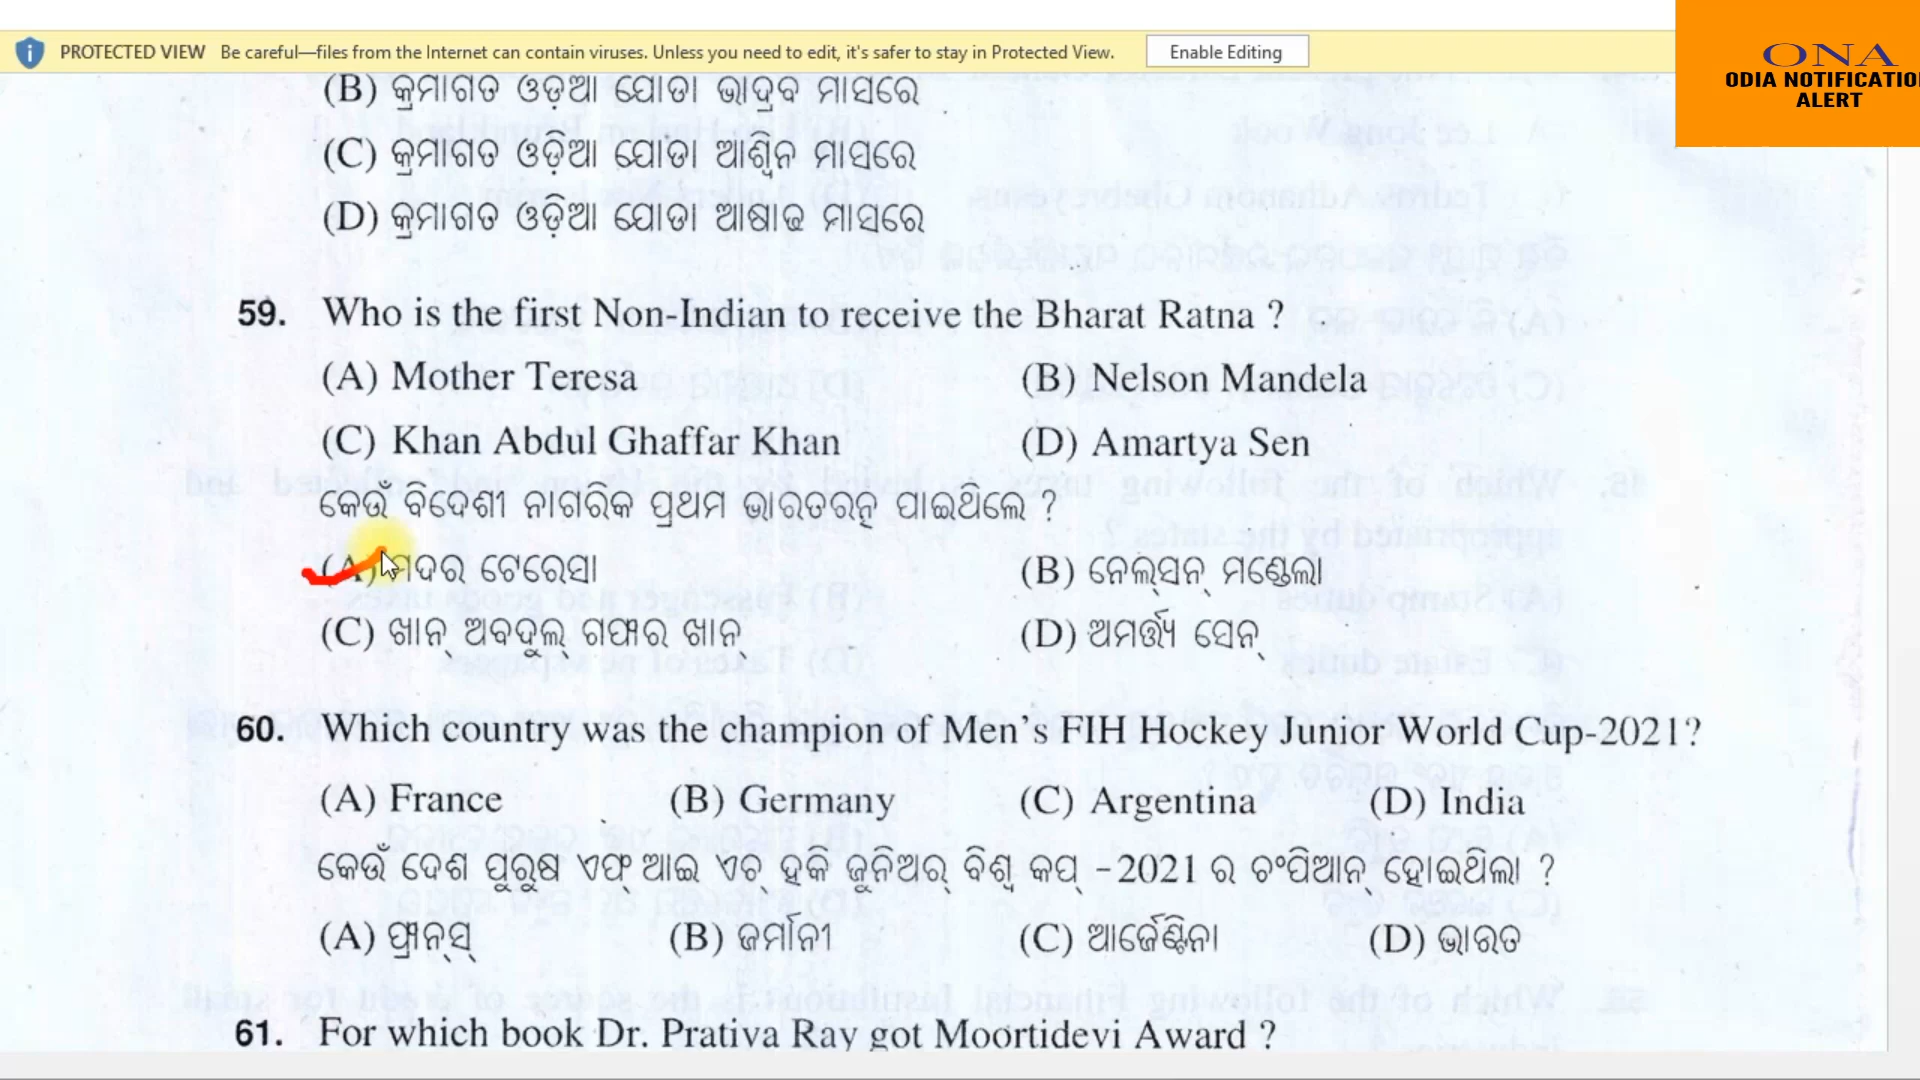 PROTECTED VIEW Be careful—files from the Internet can contain viruses. Unless you need to edit, it's safer to stay in Protected View. Enable Editing
ONA
ODIA NOTIFICATIO
ALERT
(B) କ୍ରମାଗତ ଓଡ଼ିଆ ଯୋଡା ଭାଦ୍ରବ ମାସରେ
(C) କ୍ରମାଗତ ଓଡ଼ିଆ ଯୋଡା ଆଶ୍ୱିନ ମାସରେ
(D) କ୍ରମାଗତ ଓଡ଼ିଆ ଯୋଡା ଆଷାଢ ମାସରେ
59. Who is the first Non-Indian to receive the Bharat Ratna ?
(A) Mother Teresa (B) Nelson Mandela
(C) Khan Abdul Ghaffar Khan (D) Amartya Sen
କେଉଁ ବିଦେଶୀ ନାଗରିକ ପ୍ରଥମ ଭାରତରତ୍ନ ପାଇଥିଲେ ?
(A) ମଦର ଟେରେସା (B) ନେଲ୍‌ସନ୍ ମଣ୍ଡେଲା
(C) ଖାନ୍ ଅବଦୁଲ୍ ଗଫାର ଖାନ୍ (D) ଅମର୍ତ୍ତ୍ୟ ସେନ୍
60. Which country was the champion of Men's FIH Hockey Junior World Cup-2021?
(A) France (B) Germany (C) Argentina (D) India
କେଉଁ ଦେଶ ପୁରୁଷ ଏଫ୍ ଆଇ ଏଚ୍ ହକି ଜୁନିଅର୍ ବିଶ୍ୱ କପ୍ -2021 ର ଚଂପିଆନ୍ ହୋଇଥିଲା ?
(A) ଫ୍ରାନ୍‌ସ୍ (B) ଜର୍ମାନୀ (C) ଆର୍ଜେଣ୍ଟିନା (D) ଭାରତ
61. For which book Dr. Prativa Ray got Moortidevi Award ?